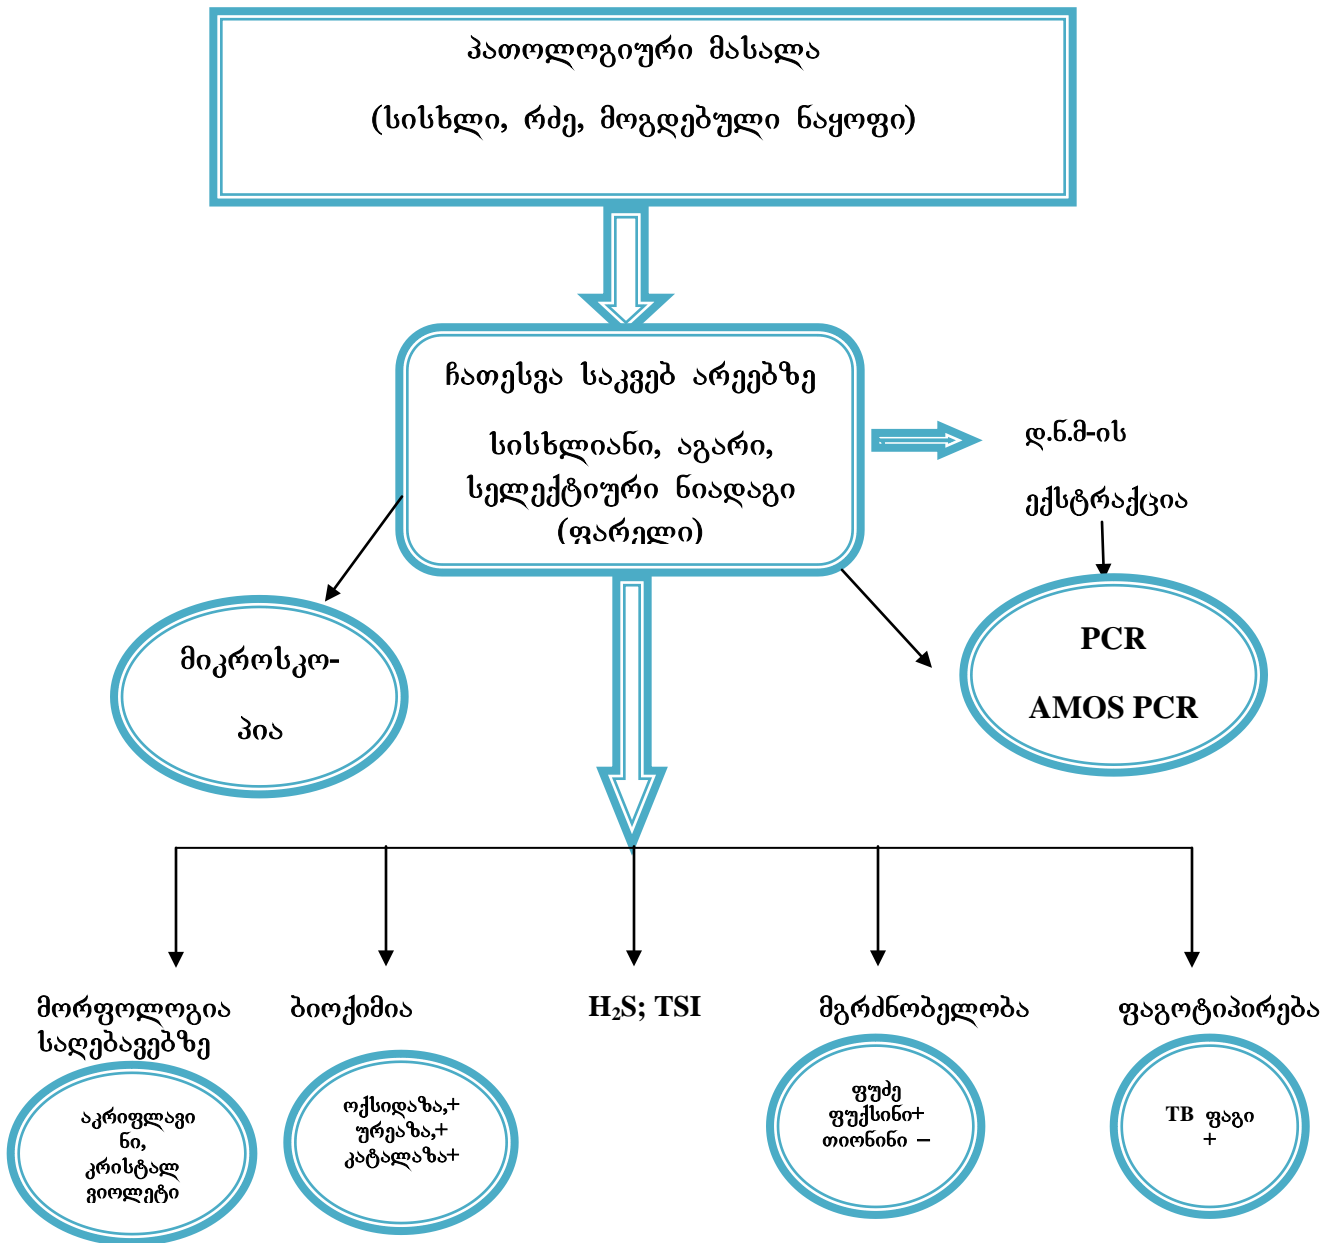 პათოლოგიური მასალა
(სისხლი, რძე, მოგდებული ნაყოფი)
ჩათესვა საკვებ არეებზე
სისხლიანი, აგარი,
სელექტიური ნიადაგი
(ფარელი)
დ.ნ.მ-ის
ექსტრაქცია
მიკროსკო-
პია
PCR
AMOS PCR
მორფოლოგია
საღებავებზე
ბიოქიმია
H₂S; TSI
მგრძნობელობა
ფაგოტიპირება
აკრიფლავი
ნი,
კრისტალ
ვიოლეტი
ოქსიდაზა,+
ურეაზა,+
კატალაზა+
ფუძე
ფუქსინი+
თიონინი –
TB ფაგი
+